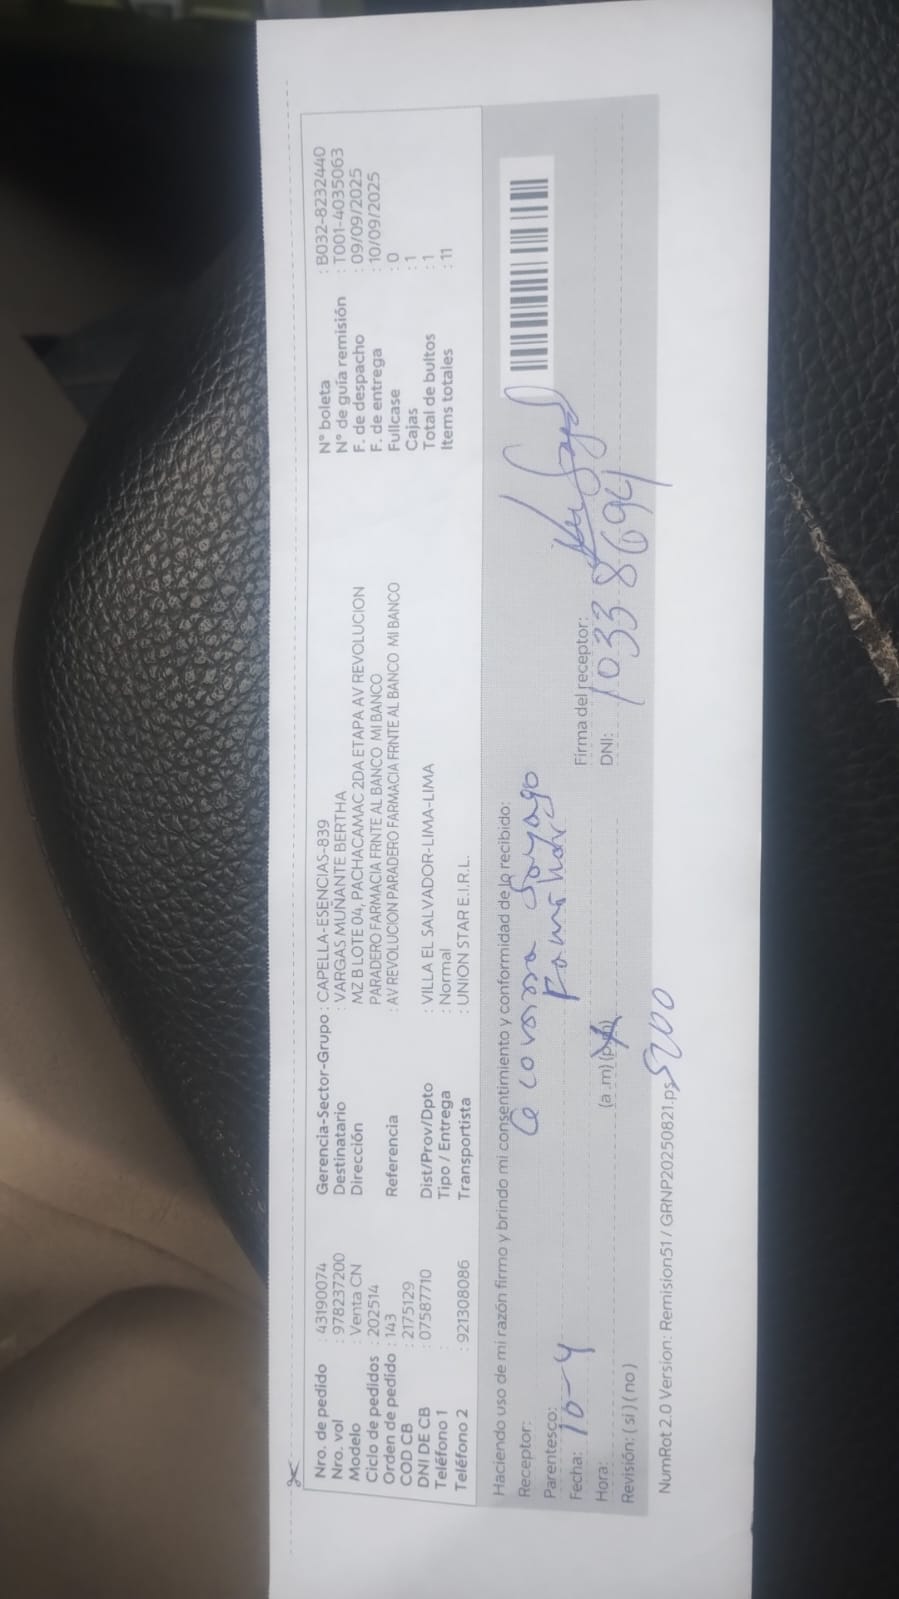 Nro. de pedido : 43190074
Nro. vol : 978237200
Modelo : Venta CN
Ciclo de pedidos : 202514
Orden de pedido : 143
COD CB : 2175129
DNI DE CB : 07587710
Teléfono 1 :
Teléfono 2 : 921308086
Gerencia-Sector-Grupo : CAPELLA-ESENCIAS-839
Destinatario : VARGAS MUÑANTE BERTHA
Dirección MZ B LOTE 04, PACHACAMAC 2DA ETAPA AV REVOLUCION
PARADERO FARMACIA FRNTE AL BANCO MI BANCO
Referencia : AV REVOLUCION PARADERO FARMACIA FRNTE AL BANCO MI BANCO
Dist/Prov/Dpto : VILLA EL SALVADOR-LIMA-LIMA
Tipo / Entrega : Normal
Transportista : UNION STAR E.I.R.L.
N° boleta : B032-8232440
N° de guía remisión : T001-4035063
F. de despacho : 09/09/2025
F. de entrega : 10/09/2025
Fullcase : 0
Cajas : 1
Total de bultos : 1
Items totales : 11
Haciendo uso de mi razón firmo y brindo mi consentimiento y conformidad de lo recibido:
Receptor:
Parentesco:
Fecha: 10-9
Hora: (a .m) (p.m)
Revisión: ( si ) ( no )
Firma del receptor:
DNI: 10338694
NumRot 2.0 Version: Remision51 / GRNP20250821.ps